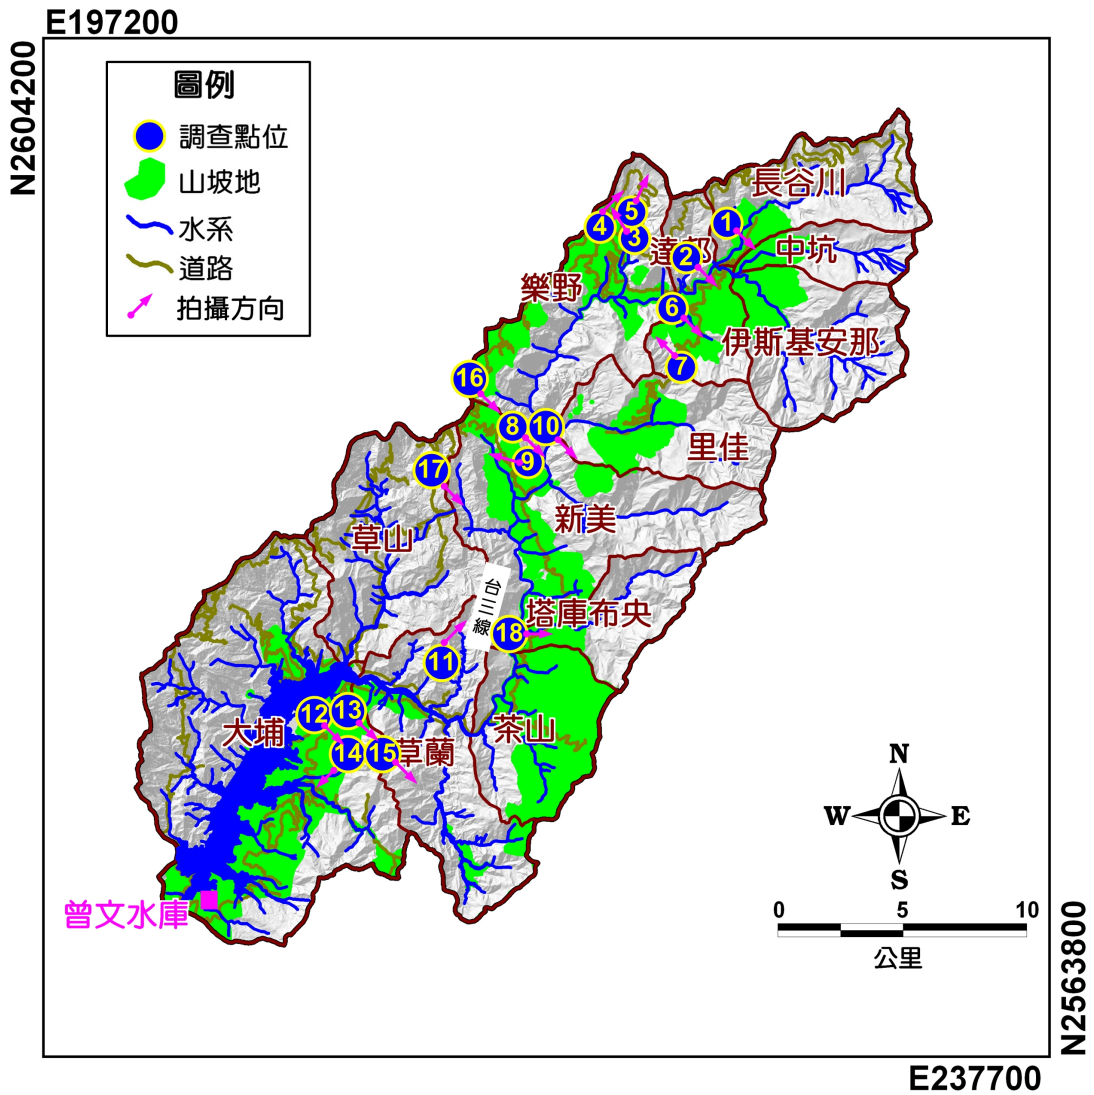 E197200
N2604200
圖例
調查點位
山坡地
水系
道路
拍攝方向
長谷川
5
4
1
3
達邦
2
中坑
樂野
6
伊斯基安那
7
16
8
10
里佳
9
17
新美
草山
台三線
塔庫布央
18
11
12
13
大埔
茶山
14
15
草蘭
N
W
E
S
曾文水庫
0
5
10
公里
N2563800
E237700